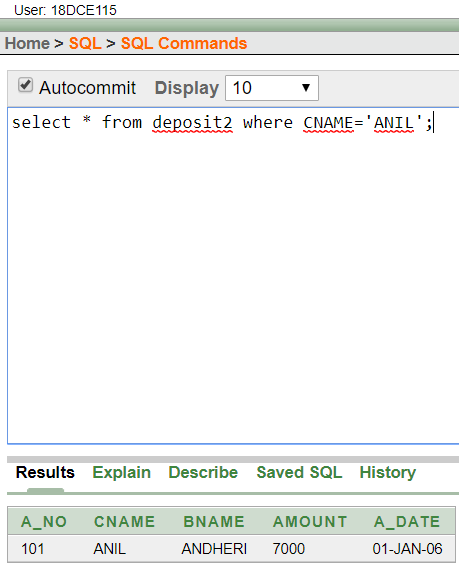 User: 18DCE115
Home > SQL > SQL Commands
Autocommit Display 10
select * from deposit2 where CNAME='ANIL';
Results Explain Describe Saved SQL History
A_NO CNAME BNAME AMOUNT A_DATE
101 ANIL ANDHERI 7000 01-JAN-06